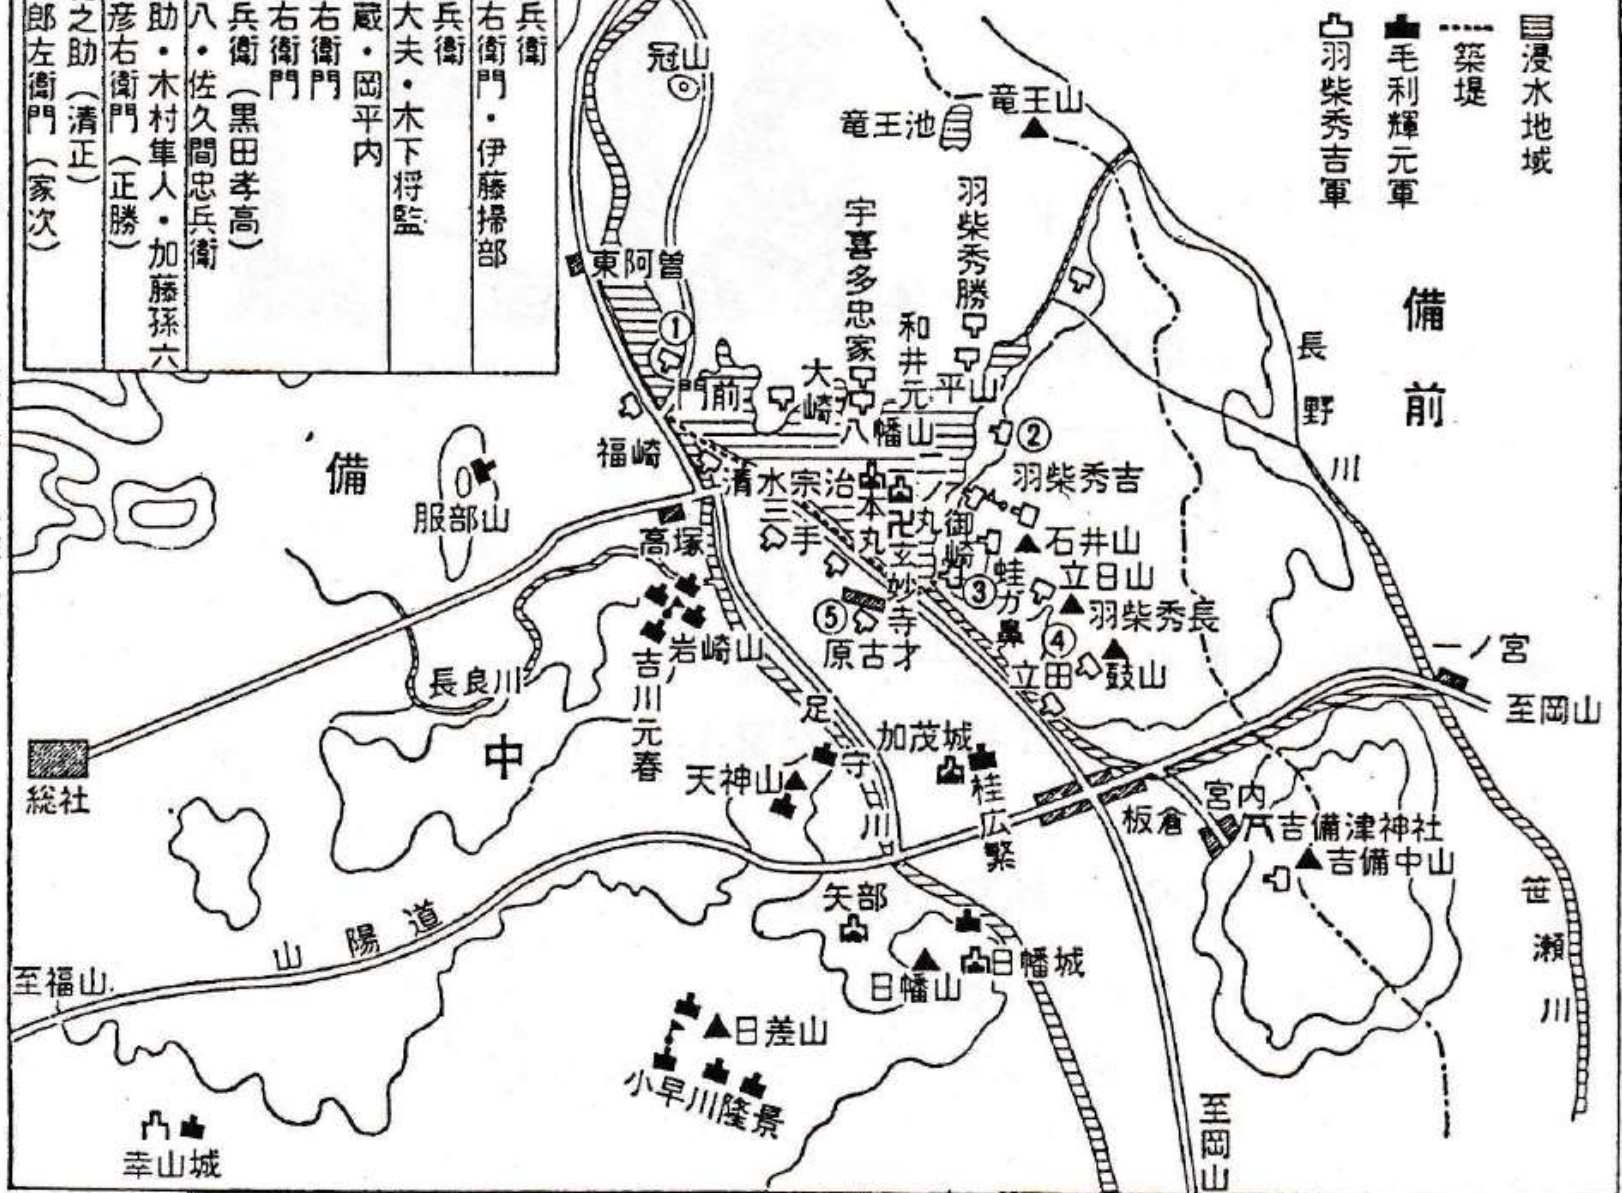 浸水地域
築堤
毛利輝元軍
羽柴秀吉軍
兵衛
右衛門・伊藤掃部
兵衛
大夫・木下将監
蔵・岡平内
右衛門
右衛門
兵衛(黒田孝高)
八・佐久間忠兵衛
助・木村隼人・加藤孫六
彦右衛門(正勝)
之助(清正)
郎左衛門(家次)
冠山
竜王山
竜王池
羽柴秀勝
宇喜多忠家
和井元
東阿曽
①
門前
大崎
平山
八幡山
②
備前
長野川
福崎
備中
服部山
清水宗治
本丸
二ノ丸
御崎
羽柴秀吉
石井山
三手
卍玄妙寺
蛙ガ鼻
③
立日山
羽柴秀長
④
⑤
原古才
立田
鼓山
高塚
岩崎山
吉川元春
長良川
足守川
加茂城
桂広繁
天神山
一ノ宮
至岡山
総社
板倉
宮内
吉備津神社
吉備中山
笹瀬川
山陽道
至福山
矢部
日幡山
日幡城
日差山
小早川隆景
幸山城
至岡山